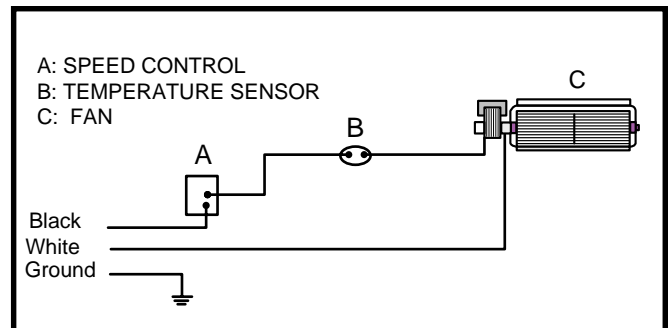 A: SPEED CONTROL
B: TEMPERATURE SENSOR
C: FAN
A
B
C
Black
White
Ground